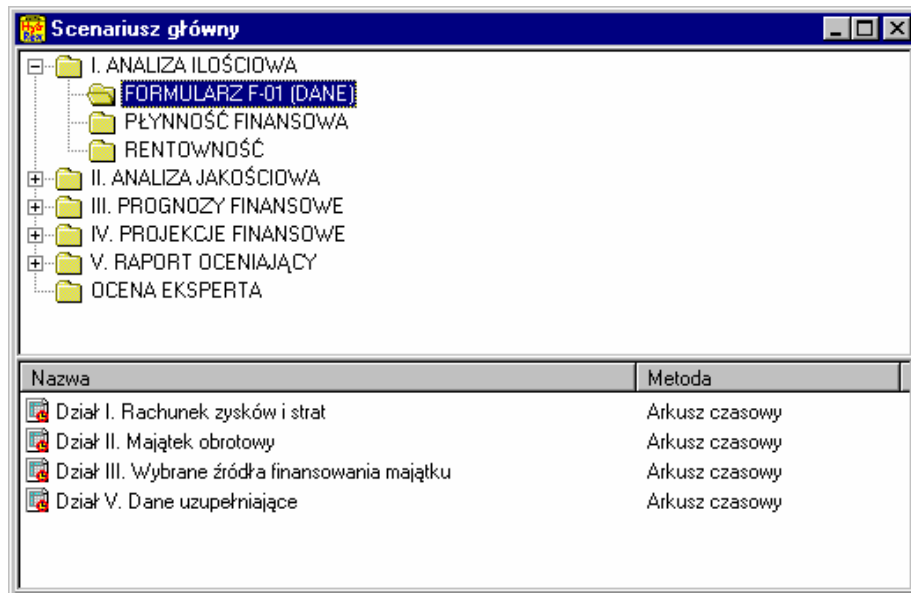 Scenariusz główny
I. ANALIZA ILOŚCIOWA
FORMULARZ F-01 (DANE)
PŁYNNOŚĆ FINANSOWA
RENTOWNOŚĆ
II. ANALIZA JAKOŚCIOWA
III. PROGNOZY FINANSOWE
IV. PROJEKCJE FINANSOWE
V. RAPORT OCENIAJĄCY
OCENA EKSPERTA
Nazwa Metoda
Dział I. Rachunek zysków i strat Arkusz czasowy
Dział II. Majątek obrotowy Arkusz czasowy
Dział III. Wybrane źródła finansowania majątku Arkusz czasowy
Dział V. Dane uzupełniające Arkusz czasowy